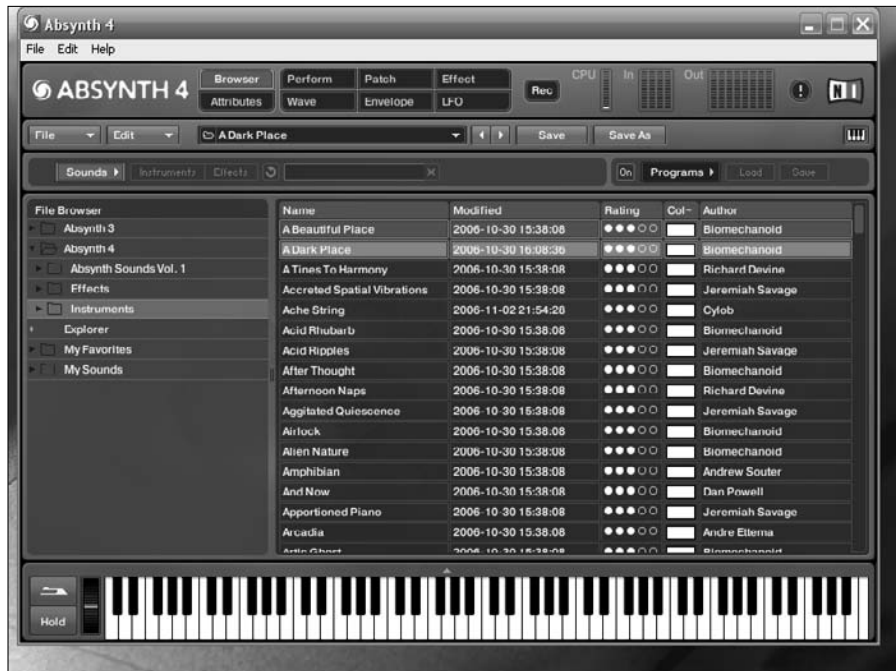 Absynth 4
File Edit Help
ABSYNTH 4
Browser Perform Patch Effect
Attributes Wave Envelope LFO
Rec
CPU In Out
!
NI
File Edit A Dark Place Save Save As
Sounds Instruments Effects On Programs Load Save
File Browser
Absynth 3
Absynth 4
Absynth Sounds Vol. 1
Effects
Instruments
Explorer
My Favorites
My Sounds
Name Modified Rating Col- Author
A Beautiful Place 2006-10-30 15:38:08 Biomechanoid
A Dark Place 2006-10-30 16:08:36 Biomechanoid
A Tines To Harmony 2006-10-30 15:38:08 Richard Devine
Accreted Spatial Vibrations 2006-10-30 15:38:08 Jeremiah Savage
Ache String 2006-11-02 21:54:28 Cylob
Acid Rhubarb 2006-10-30 15:38:08 Biomechanoid
Acid Ripples 2006-10-30 15:38:08 Jeremiah Savage
After Thought 2006-10-30 15:38:08 Biomechanoid
Afternoon Naps 2006-10-30 15:38:08 Richard Devine
Aggitated Quiescence 2006-10-30 15:38:08 Jeremiah Savage
Airlock 2006-10-30 15:38:08 Biomechanoid
Alien Nature 2006-10-30 15:38:08 Biomechanoid
Amphibian 2006-10-30 15:38:08 Andrew Souter
And Now 2006-10-30 15:38:08 Dan Powell
Apportioned Piano 2006-10-30 15:38:08 Jeremiah Savage
Arcadia 2006-10-30 15:38:08 Andre Ettema
Hold